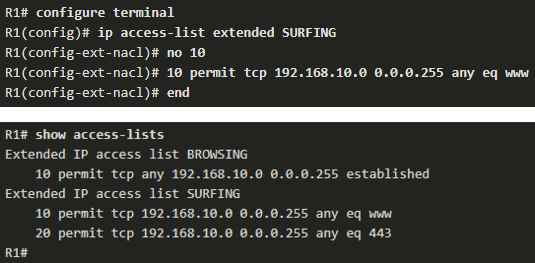 R1# configure terminal
R1(config)# ip access-list extended SURFING
R1(config-ext-nacl)# no 10
R1(config-ext-nacl)# 10 permit tcp 192.168.10.0 0.0.0.255 any eq www
R1(config-ext-nacl)# end
R1# show access-lists
Extended IP access list BROWSING
    10 permit tcp any 192.168.10.0 0.0.0.255 established
Extended IP access list SURFING
    10 permit tcp 192.168.10.0 0.0.0.255 any eq www
    20 permit tcp 192.168.10.0 0.0.0.255 any eq 443
R1#